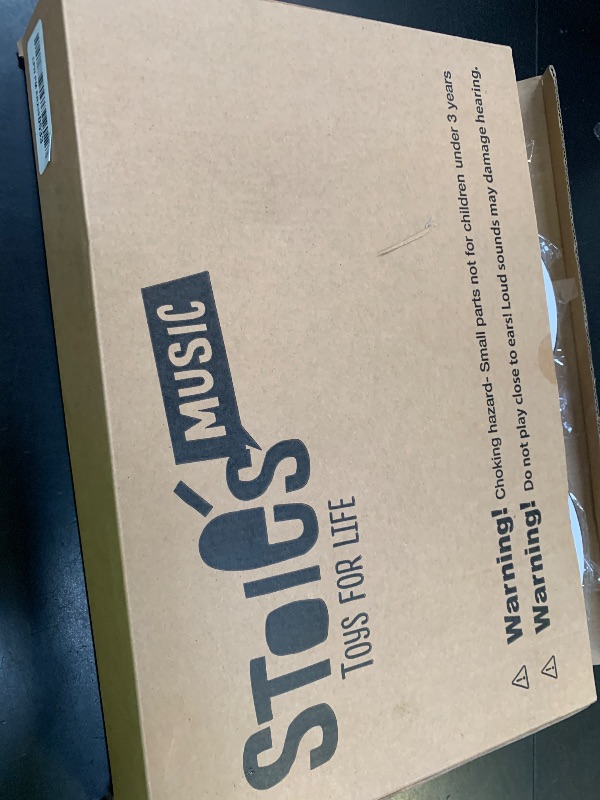 MUSIC
SToIé's
TOYS FOR LIFE
Warning! Choking hazard- Small parts not for children under 3 years
Warning! Do not play close to ears! Loud sounds may damage hearing.